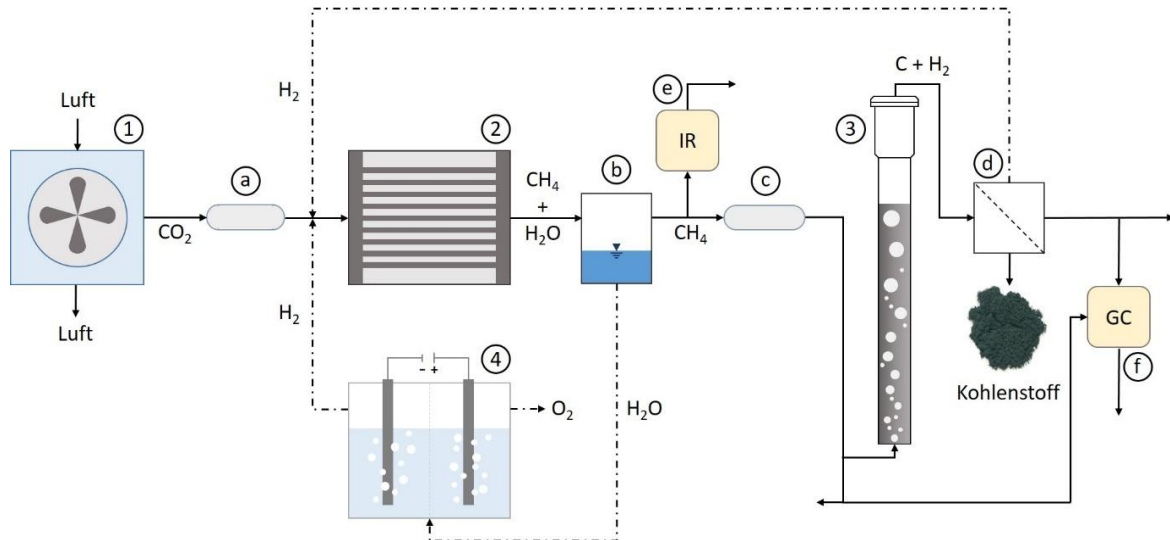 Luft
1
CO₂
Luft
a
H₂
H₂
2
CH₄
+
H₂O
b
CH₄
e
IR
c
3
C + H₂
d
Kohlenstoff
GC
f
4
- +
O₂
H₂O